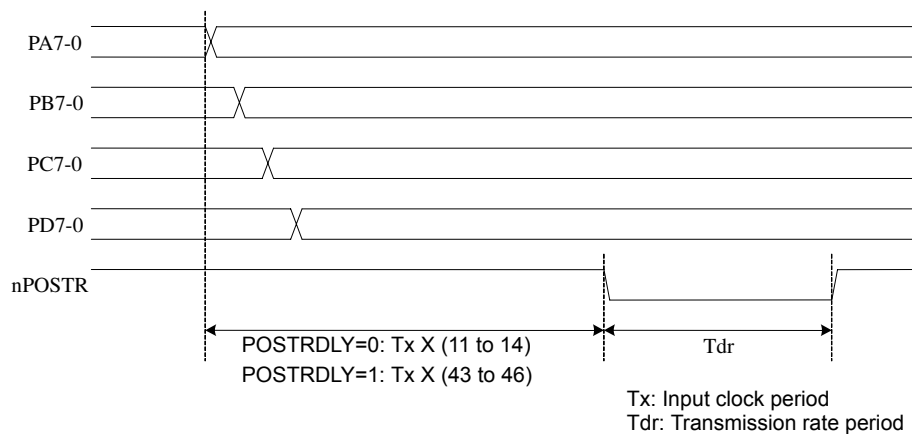 PA7-0
PB7-0
PC7-0
PD7-0
nPOSTR
POSTRDLY=0: Tx X (11 to 14)
Tdr
POSTRDLY=1: Tx X (43 to 46)
Tx: Input clock period
Tdr: Transmission rate period